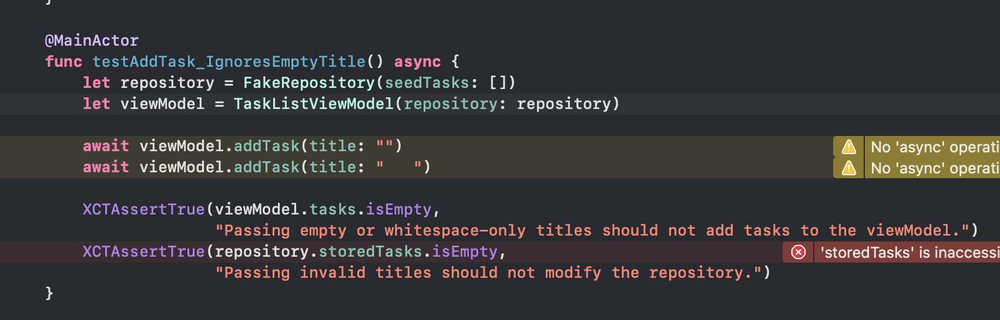 }
@MainActor
func testAddTask_IgnoresEmptyTitle() async {
    let repository = FakeRepository(seedTasks: [])
    let viewModel = TaskListViewModel(repository: repository)
    await viewModel.addTask(title: "") No 'async' operati
    await viewModel.addTask(title: "   ") No 'async' operati
    XCTAssertTrue(viewModel.tasks.isEmpty,
                  "Passing empty or whitespace-only titles should not add tasks to the viewModel.")
    XCTAssertTrue(repository.storedTasks.isEmpty, 'storedTasks' is inaccessi
                  "Passing invalid titles should not modify the repository.")
}